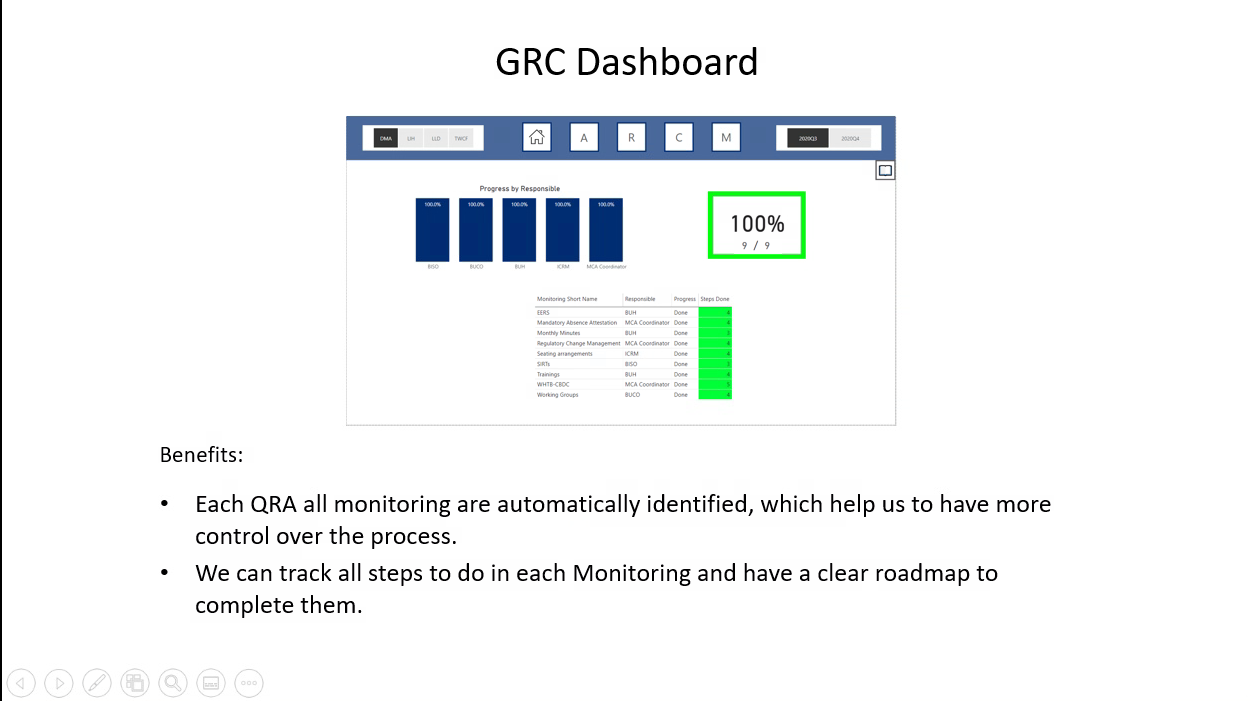 GRC Dashboard
DMA LIH LLD TWCF A R C M 2020Q3 2020Q4
Progress by Responsible
100.0% 100.0% 100.0% 100.0% 100.0%
BISO BUCO BUH ICRM MCA Coordinator
100%
9 / 9
Monitoring Short Name Responsible Progress Steps Done
EERS BUH Done 4
Mandatory Absence Attestation MCA Coordinator Done 4
Monthly Minutes BUH Done
Regulatory Change Management MCA Coordinator Done 4
Seating arrangements ICRM Done 4
SIRTs BISO Done
Trainings BUH Done 4
WHTB-CBDC MCA Coordinator Done
Working Groups BUCO Done 4
Benefits:
• Each QRA all monitoring are automatically identified, which help us to have more
control over the process.
• We can track all steps to do in each Monitoring and have a clear roadmap to
complete them.